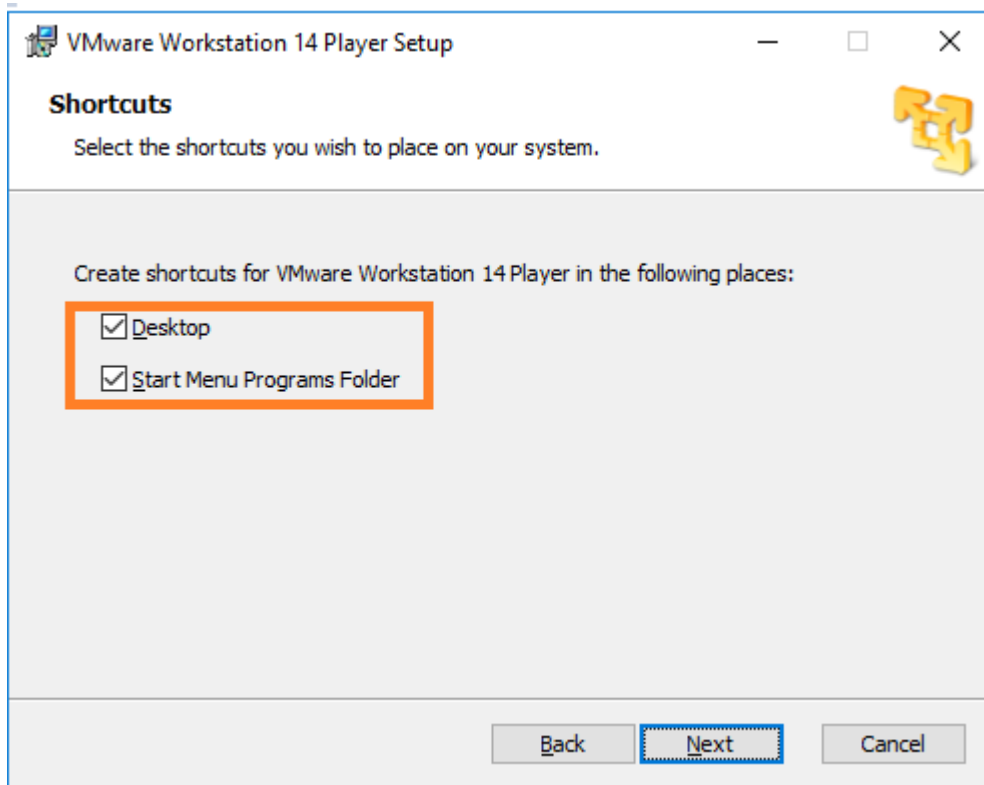 VMware Workstation 14 Player Setup
Shortcuts
Select the shortcuts you wish to place on your system.
Create shortcuts for VMware Workstation 14 Player in the following places:
Desktop
Start Menu Programs Folder
Back Next Cancel